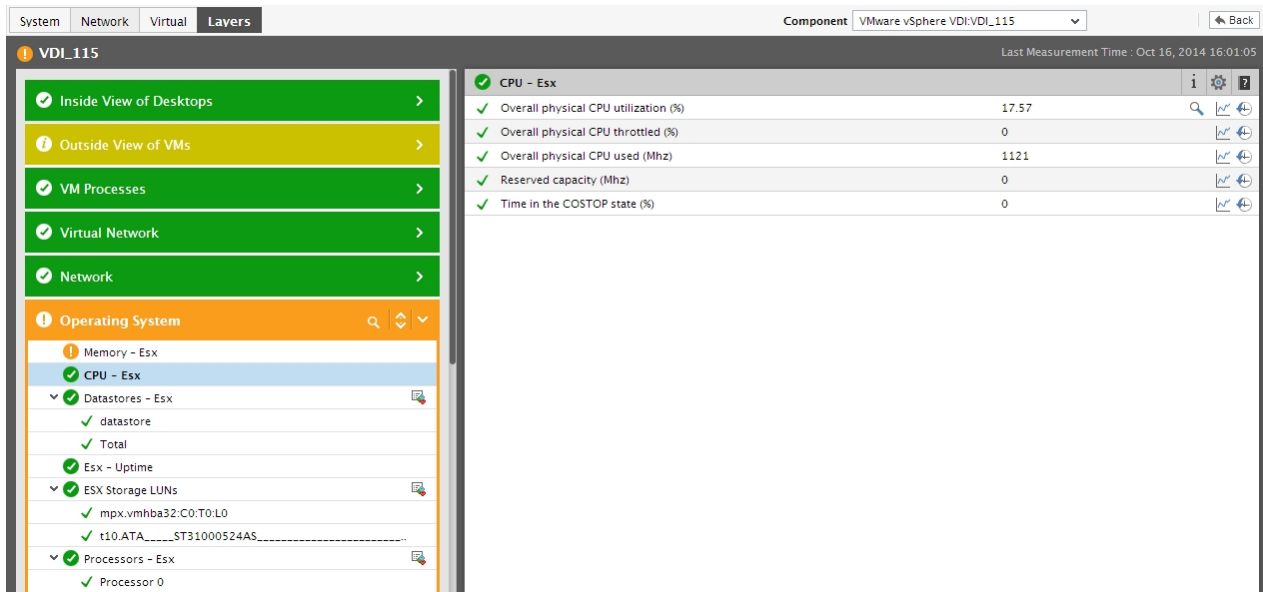 System Network Virtual Layers Component VMware vSphere VDI:VDI_115 Back
VDI_115 Last Measurement Time : Oct 16, 2014 16:01:05
Inside View of Desktops
Outside View of VMs
VM Processes
Virtual Network
Network
Operating System
Memory - Esx
CPU - Esx
Datastores - Esx
datastore
Total
Esx - Uptime
ESX Storage LUNs
mpx.vmhba32:C0:T0:L0
t10.ATA_____ST31000524AS________________________..
Processors - Esx
Processor 0
CPU - Esx
Overall physical CPU utilization (%) 17.57
Overall physical CPU throttled (%) 0
Overall physical CPU used (Mhz) 1121
Reserved capacity (Mhz) 0
Time in the COSTOP state (%) 0